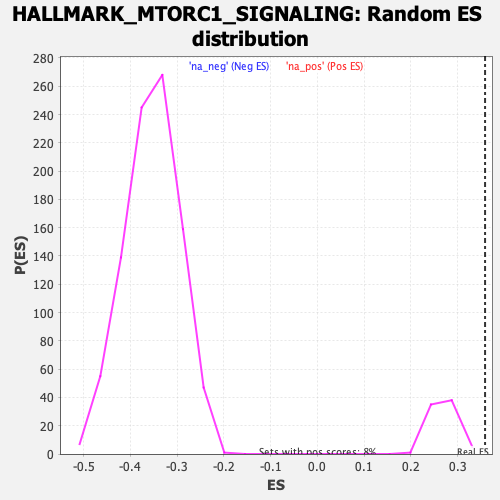 HALLMARK_MTORC1_SIGNALING: Random ES
distribution
'na_neg' (Neg ES) 'na_pos' (Pos ES)
280
260
240
220
200
180
160
140
120
100
80
60
40
20
0
P(ES)
Sets with pos scores: 8%
Real ES
-0.5 -0.4 -0.3 -0.2 -0.1 0.0 0.1 0.2 0.3
ES